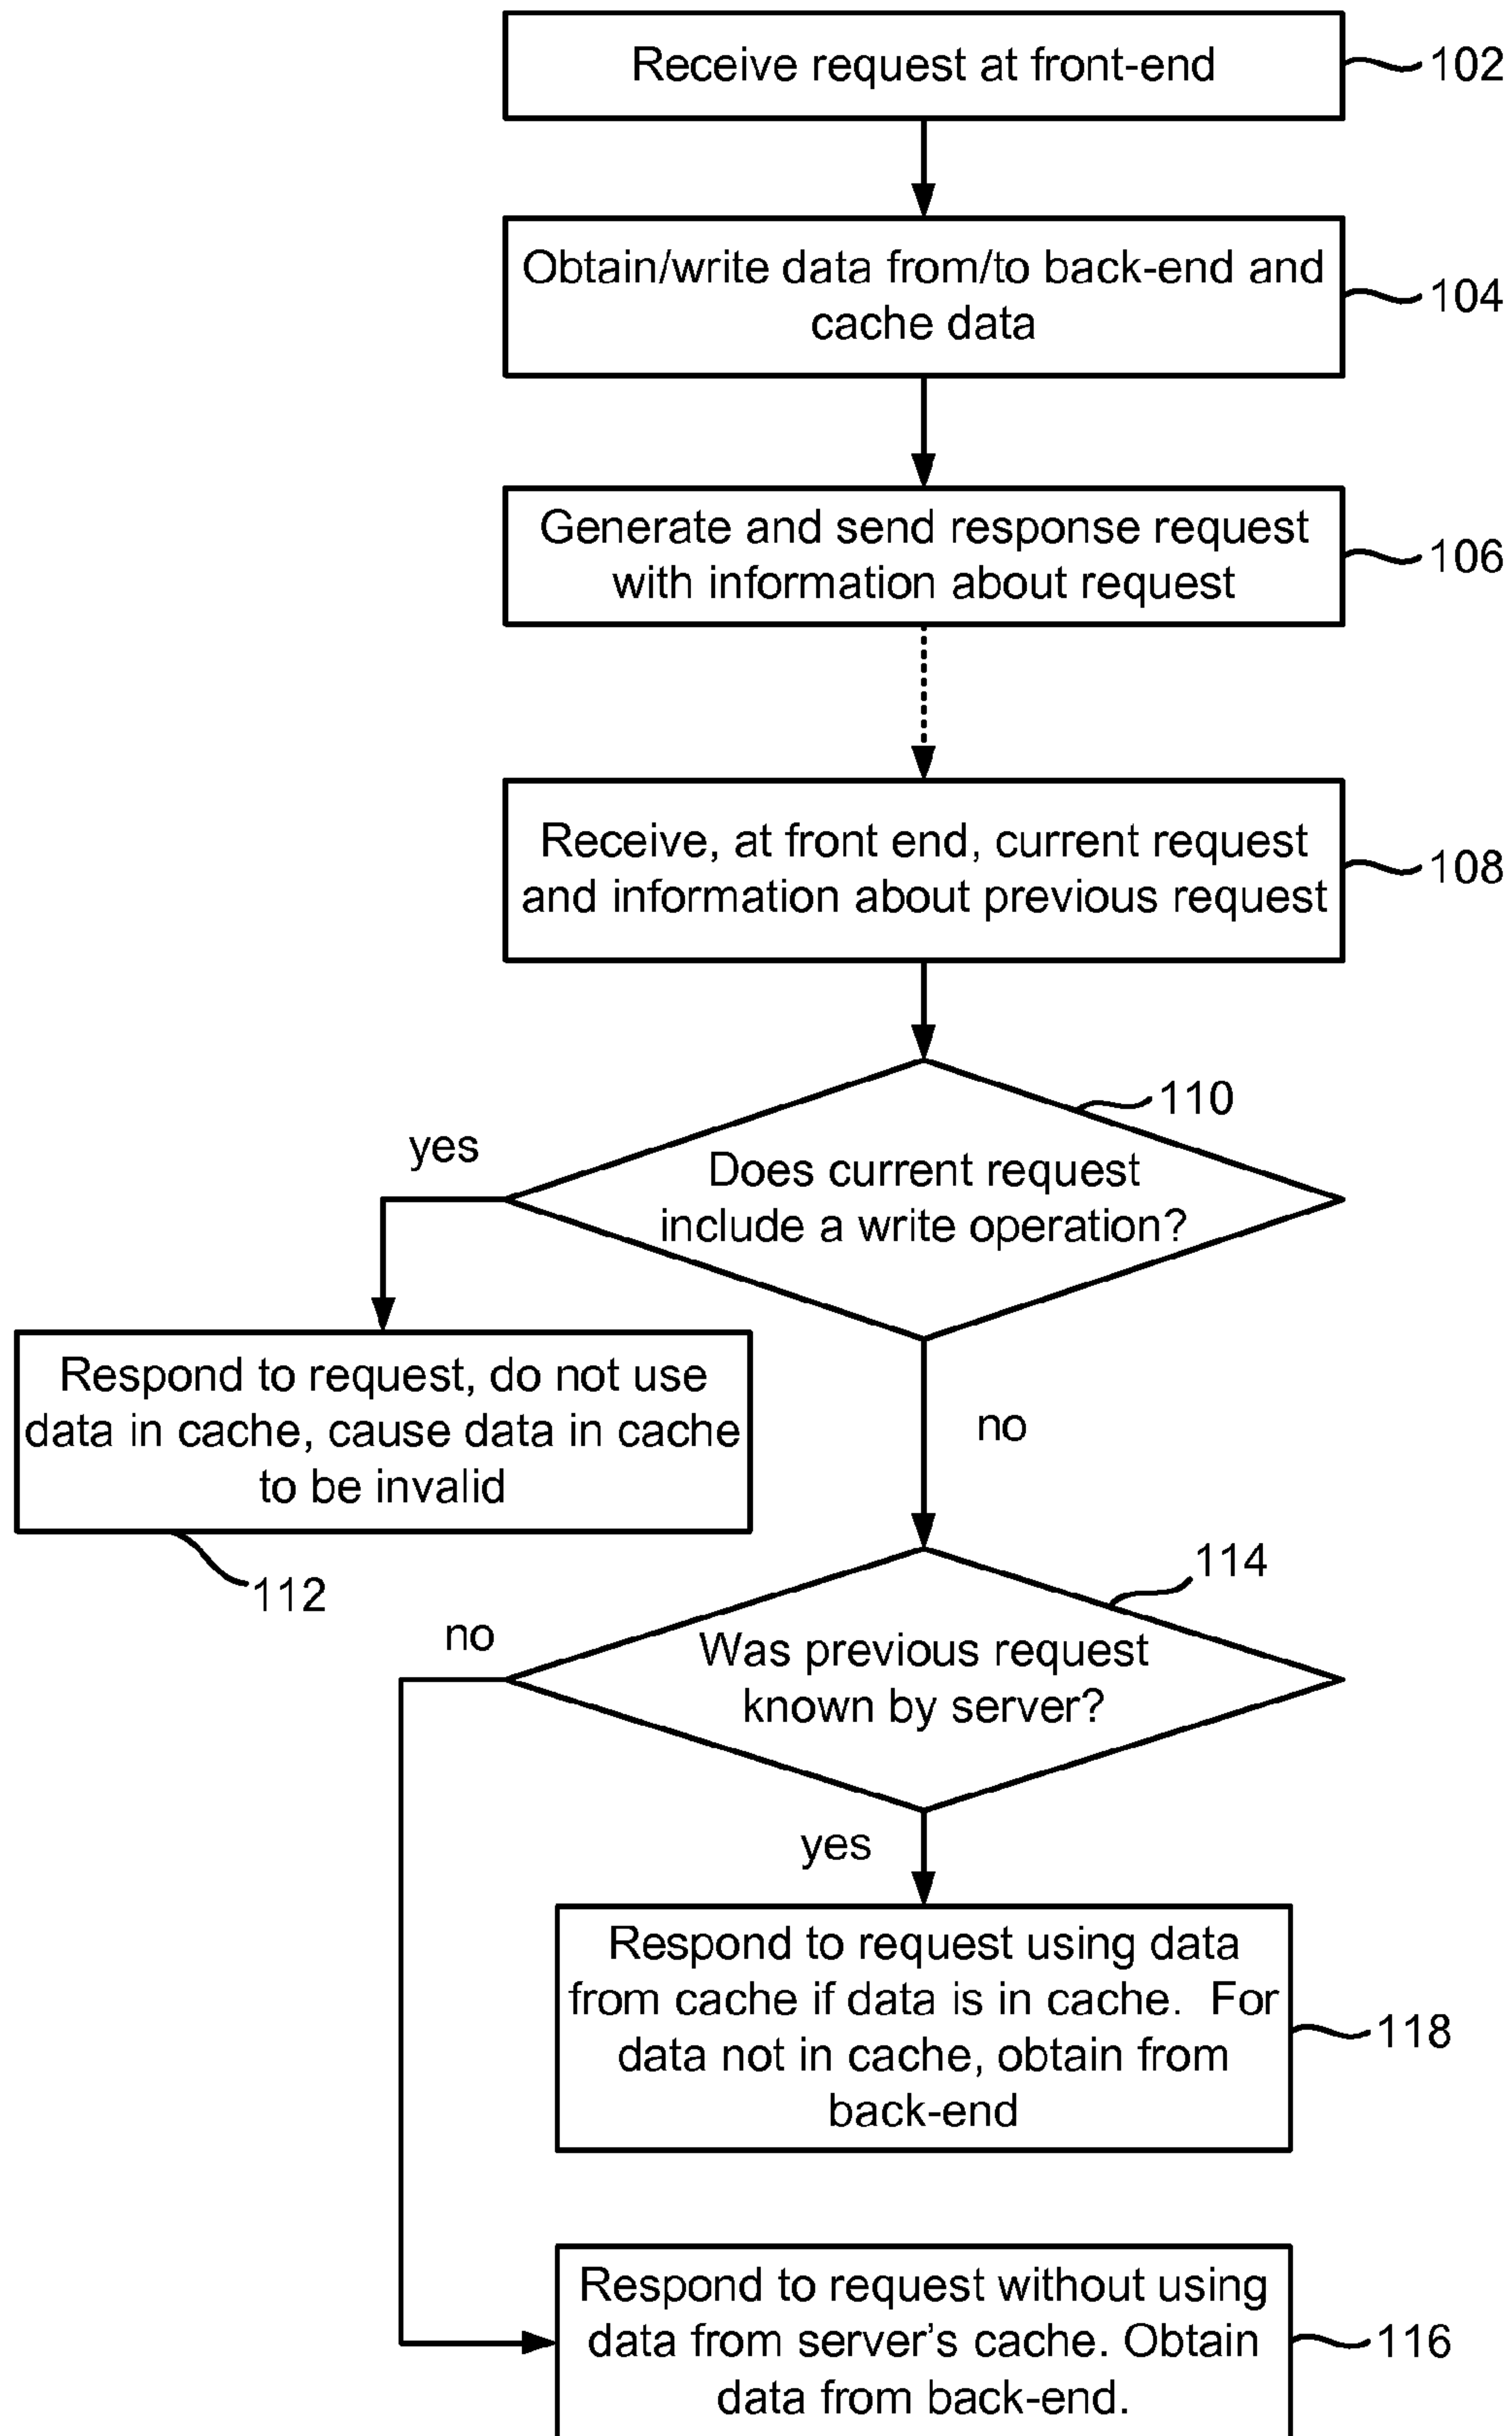 Receive request at front-end
102
Obtain/write data from/to back-end and
cache data
104
Generate and send response request
with information about request
106
Receive, at front end, current request
and information about previous request
108
110
yes
Does current request
include a write operation?
Respond to request, do not use
data in cache, cause data in cache
to be invalid
no
112
114
no
Was previous request
known by server?
yes
Respond to request using data
from cache if data is in cache. For
data not in cache, obtain from
back-end
118
Respond to request without using
data from server's cache. Obtain
data from back-end.
116